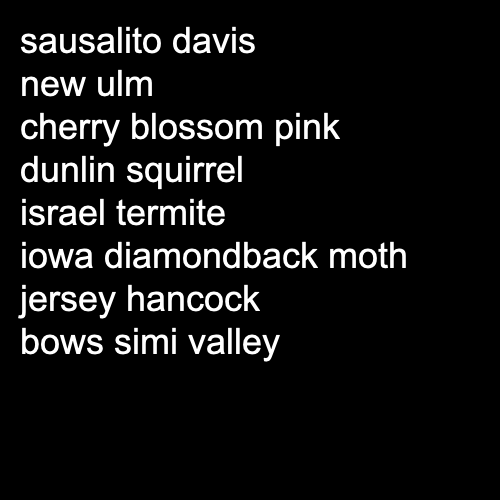 sausalito davis
new ulm
cherry blossom pink
dunlin squirrel
israel termite
iowa diamondback moth
jersey hancock
bows simi valley